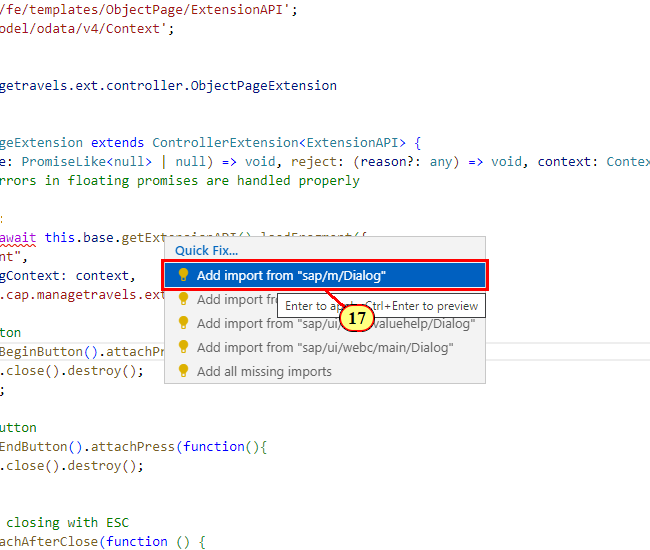 /fe/templates/ObjectPage/ExtensionAPI';
odel/odata/v4/Context';
getravels.ext.controller.ObjectPageExtension
geExtension extends ControllerExtension<ExtensionAPI> {
e: PromiseLike<null> | null) => void, reject: (reason?: any) => void, context: Contex
rrors in floating promises are handled properly
:
await this.base.getExtensionAPI().loadFragment({
nt",
gContext: context,
.cap.managetravels.ext
Quick Fix...
Add import from "sap/m/Dialog"
Add import fr
Enter to ap Ctrl+Enter to preview
Add import from "sap/ui/ valuehelp/Dialog"
Add import from "sap/ui/webc/main/Dialog"
Add all missing imports
17
ton
BeginButton().attachPr
.close().destroy();
;
utton
EndButton().attachPress(function(){
.close().destroy();
closing with ESC
achAfterClose(function () {